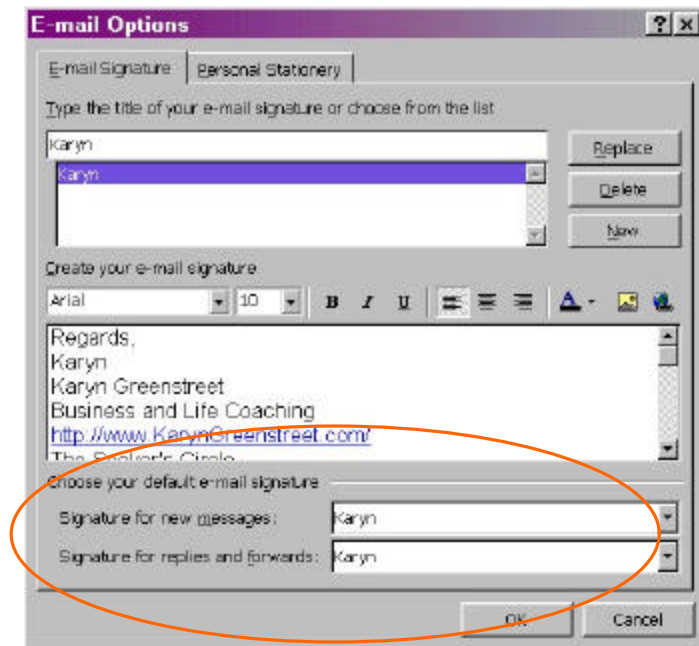 E-mail Options
E-mail Signature Personal Stationery
Type the title of your e-mail signature or choose from the list
Karyn
Replace
Karyn
Delete
New
Create your e-mail signature
Arial 10 B I U A
Regards,
Karyn
Karyn Greenstreet
Business and Life Coaching
http://www.KarynGreenstreet.com/
The Circle
Choose your default e-mail signature
Signature for new messages: Karyn
Signature for replies and forwards: Karyn
OK Cancel